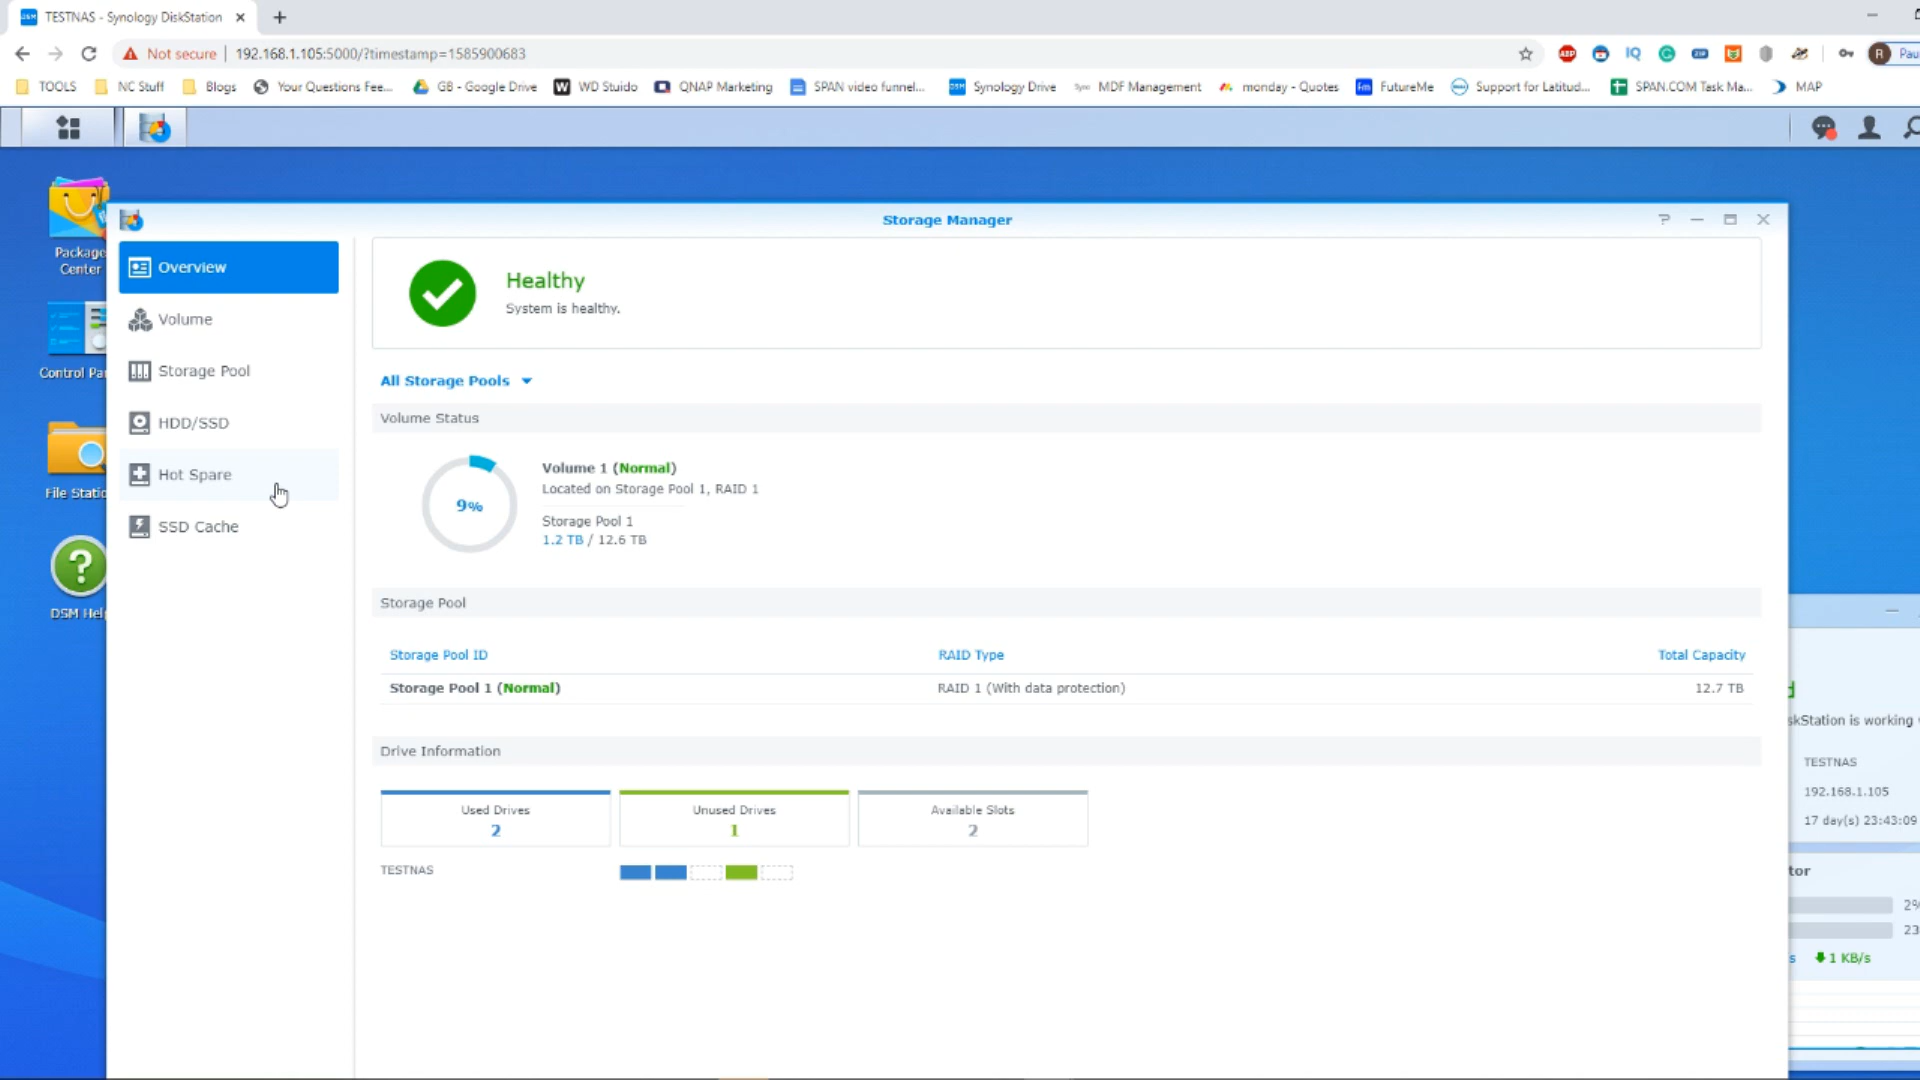 TESTNAS - Synology DiskStation
Not secure | 192.168.1.105:5000/?timestamp=1585900683
R Pau
TOOLS NC Stuff Blogs Your Questions Fee... GB - Google Drive WD Stuido QNAP Marketing SPAN video funnel... Synology Drive MDF Management monday - Quotes FutureMe Support for Latitud... SPAN.COM Task Ma... MAP
Package
Center
Control Pa
File Static
DSM Hel
Storage Manager
Overview
Volume
Storage Pool
HDD/SSD
Hot Spare
SSD Cache
Healthy
System is healthy.
All Storage Pools
Volume Status
9%
Volume 1 (Normal)
Located on Storage Pool 1, RAID 1
Storage Pool 1
1.2 TB / 12.6 TB
Storage Pool
Storage Pool ID RAID Type Total Capacity
Storage Pool 1 (Normal) RAID 1 (With data protection) 12.7 TB
Drive Information
Used Drives
2
Unused Drives
1
Available Slots
2
TESTNAS
skStation is working
TESTNAS
192.168.1.105
17 day(s) 23:43:09
tor
2%
23
s 1 KB/s